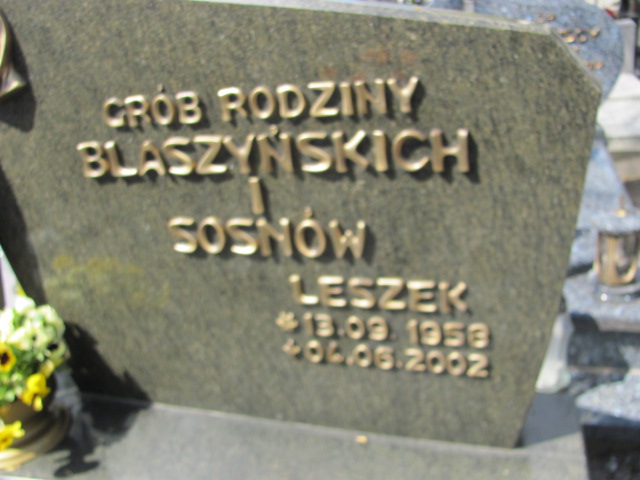 GRÓB RODZINY
BLASZYŃSKICH
I
SOSNÓW
LESZEK
* 13.09.1958
+04.06.2002